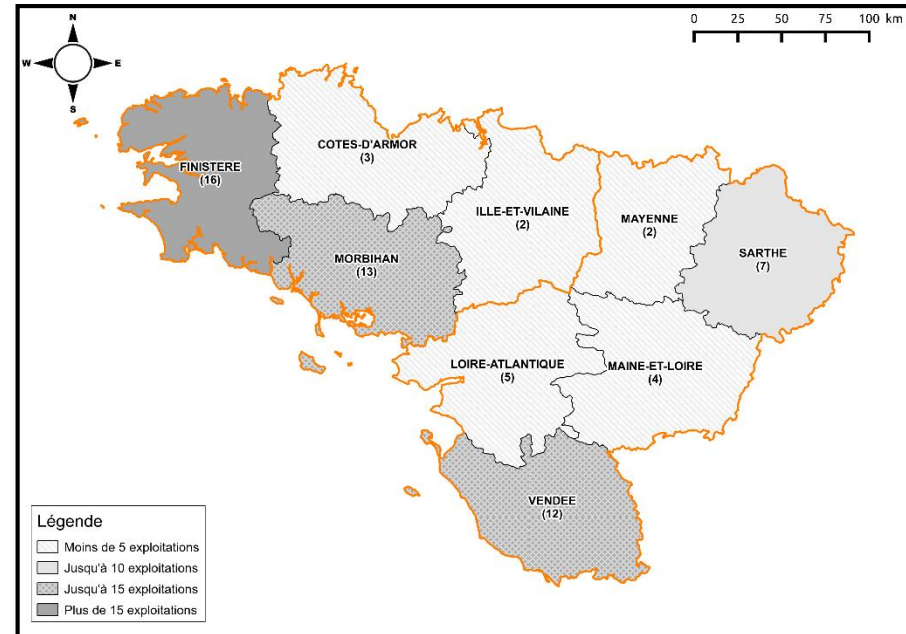 N
W E
S
0 25 50 75 100 km
COTES-D'ARMOR
(3)
FINISTERE
(16)
ILLE-ET-VILAINE
(2)
MAYENNE
(2)
SARTHE
(7)
MORBIHAN
(13)
LOIRE-ATLANTIQUE
(5)
MAINE-ET-LOIRE
(4)
VENDEE
(12)
Légende
Moins de 5 exploitations
Jusqu'à 10 exploitations
Jusqu'à 15 exploitations
Plus de 15 exploitations